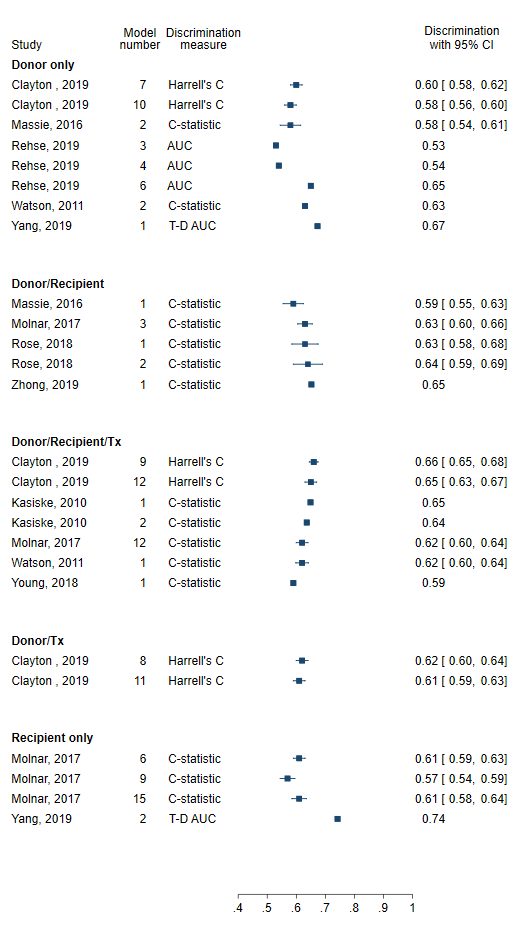 Study Model number Discrimination measure Discrimination with 95% CI
Donor only
Clayton , 2019 7 Harrell's C 0.60 [ 0.58, 0.62]
Clayton , 2019 10 Harrell's C 0.58 [ 0.56, 0.60]
Massie, 2016 2 C-statistic 0.58 [ 0.54, 0.61]
Rehse, 2019 3 AUC 0.53
Rehse, 2019 4 AUC 0.54
Rehse, 2019 6 AUC 0.65
Watson, 2011 2 C-statistic 0.63
Yang, 2019 1 T-D AUC 0.67
Donor/Recipient
Massie, 2016 1 C-statistic 0.59 [ 0.55, 0.63]
Molnar, 2017 3 C-statistic 0.63 [ 0.60, 0.66]
Rose, 2018 1 C-statistic 0.63 [ 0.58, 0.68]
Rose, 2018 2 C-statistic 0.64 [ 0.59, 0.69]
Zhong, 2019 1 C-statistic 0.65
Donor/Recipient/Tx
Clayton , 2019 9 Harrell's C 0.66 [ 0.65, 0.68]
Clayton , 2019 12 Harrell's C 0.65 [ 0.63, 0.67]
Kasiske, 2010 1 C-statistic 0.65
Kasiske, 2010 2 C-statistic 0.64
Molnar, 2017 12 C-statistic 0.62 [ 0.60, 0.64]
Watson, 2011 1 C-statistic 0.62 [ 0.60, 0.64]
Young, 2018 1 C-statistic 0.59
Donor/Tx
Clayton , 2019 8 Harrell's C 0.62 [ 0.60, 0.64]
Clayton , 2019 11 Harrell's C 0.61 [ 0.59, 0.63]
Recipient only
Molnar, 2017 6 C-statistic 0.61 [ 0.59, 0.63]
Molnar, 2017 9 C-statistic 0.57 [ 0.54, 0.59]
Molnar, 2017 15 C-statistic 0.61 [ 0.58, 0.64]
Yang, 2019 2 T-D AUC 0.74
.4 .5 .6 .7 .8 .9 1